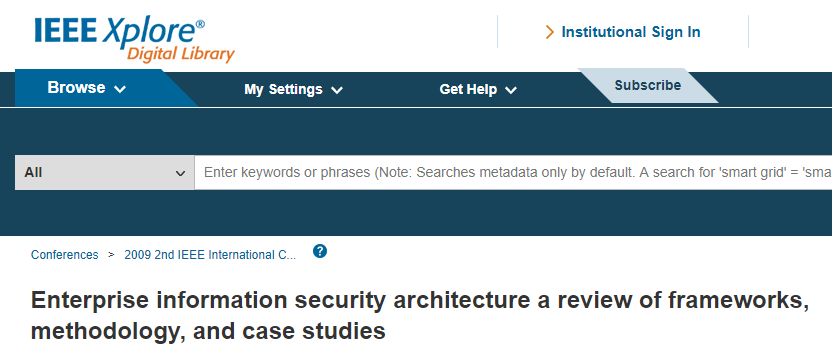 IEEE Xplore®
Digital Library
Institutional Sign In
Browse
My Settings
Get Help
Subscribe
All
Enter keywords or phrases (Note: Searches metadata only by default. A search for 'smart grid' = 'sma
Conferences > 2009 2nd IEEE International C... ?
Enterprise information security architecture a review of frameworks,
methodology, and case studies